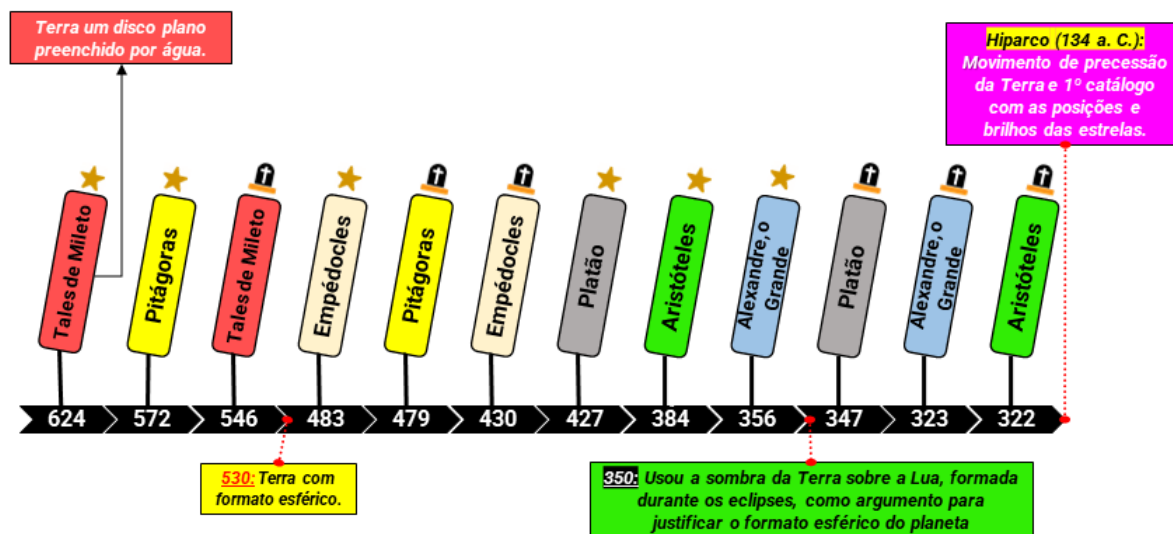 Terra um disco plano
preenchido por água.
Hiparco (134 a. C.):
Movimento de precessão
da Terra e 1º catálogo
com as posições e
brilhos das estrelas.
Tales de Mileto
Pitágoras
Tales de Mileto
Empédocles
Pitágoras
Empédocles
Platão
Aristóteles
Alexandre, o
Grande
Platão
Alexandre, o
Grande
Aristóteles
624 572 546 483 479 430 427 384 356 347 323 322
530: Terra com
formato esférico.
350: Usou a sombra da Terra sobre a Lua, formada
durante os eclipses, como argumento para
justificar o formato esférico do planeta